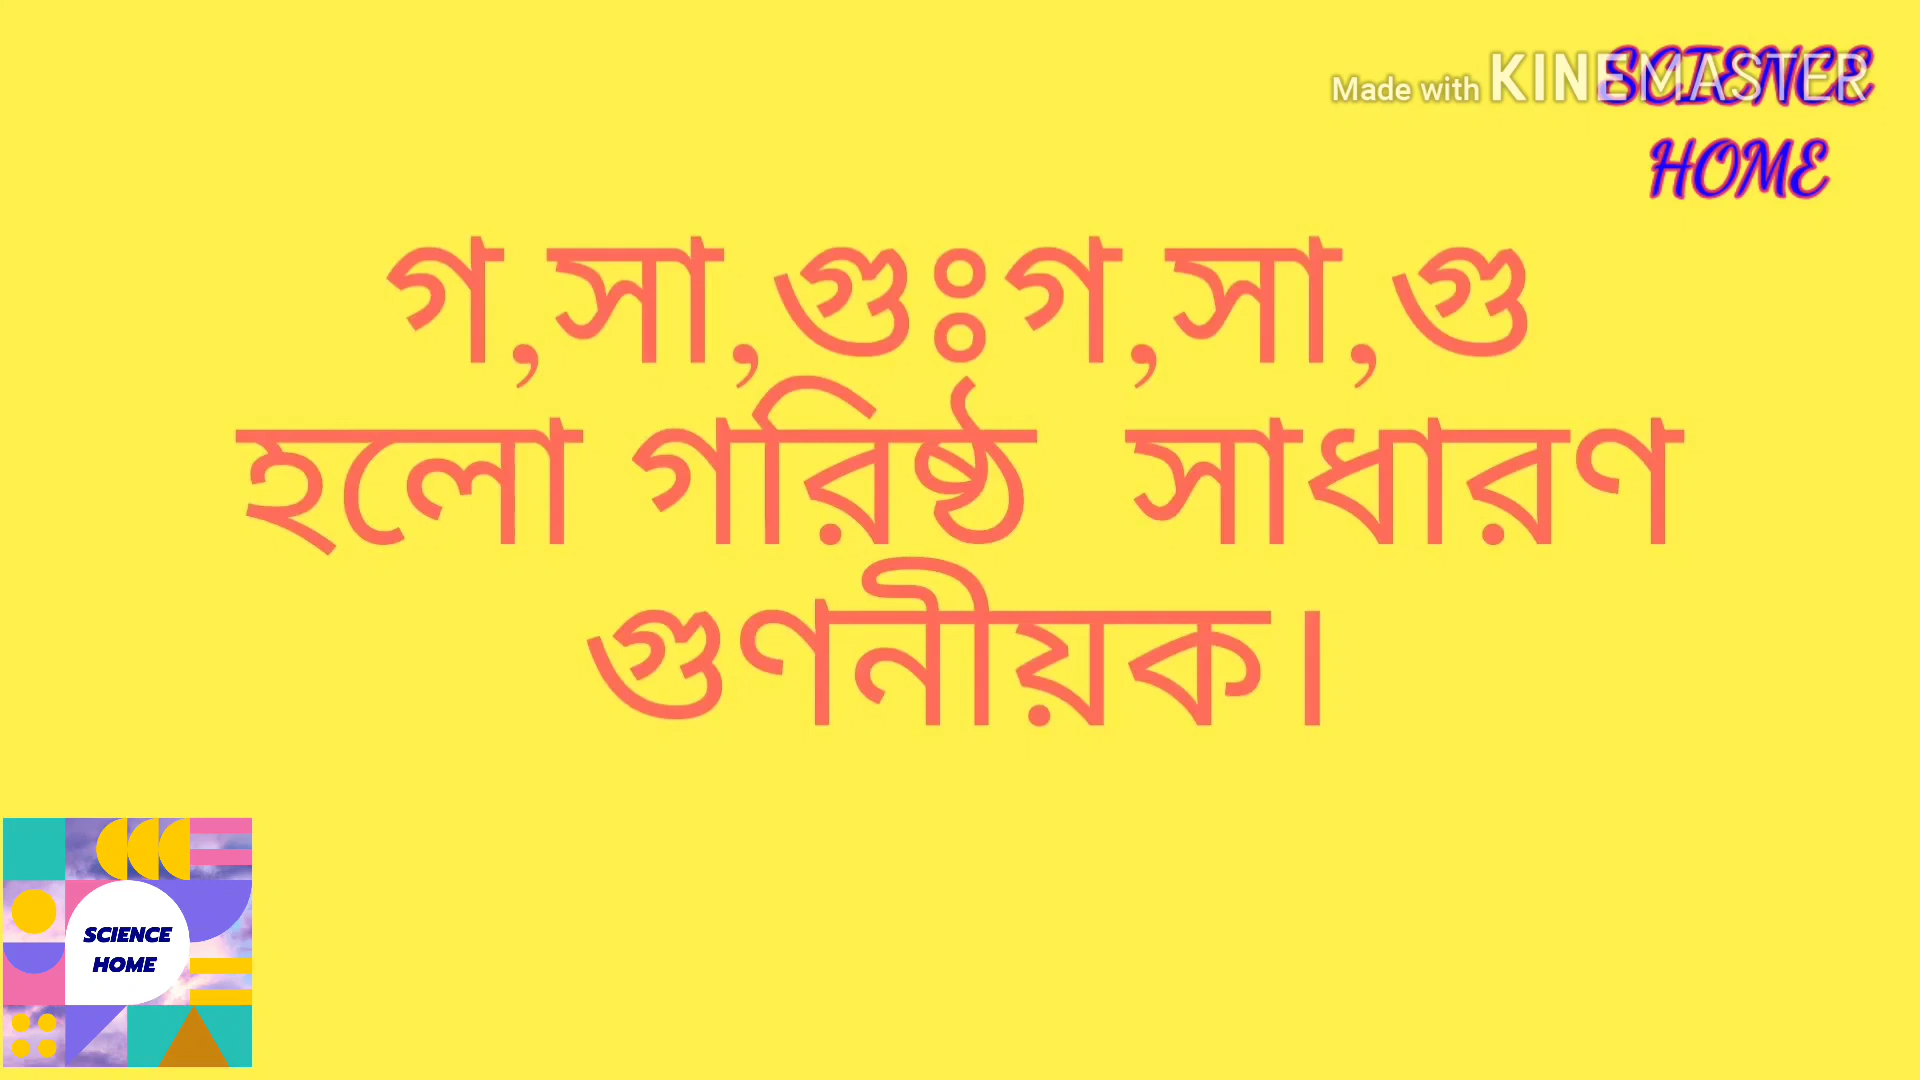 Made with KINEMASTER
SCIENCE
HOME
গ,সা,গুঃগ,সা,গু
হলো গরিষ্ঠ  সাধারণ
গুণনীয়ক।
SCIENCE
HOME